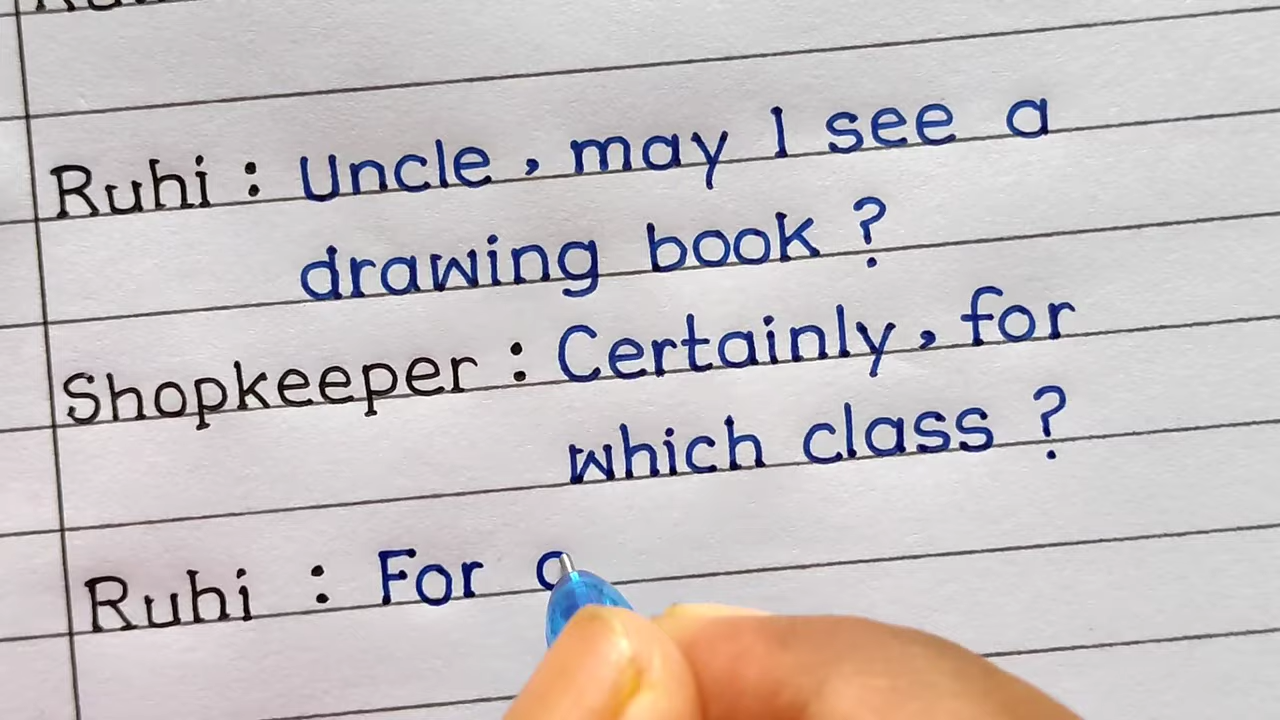 Ruhi : Uncle, may I see a
drawing book ?
Shopkeeper : Certainly, for
which class ?
Ruhi : For